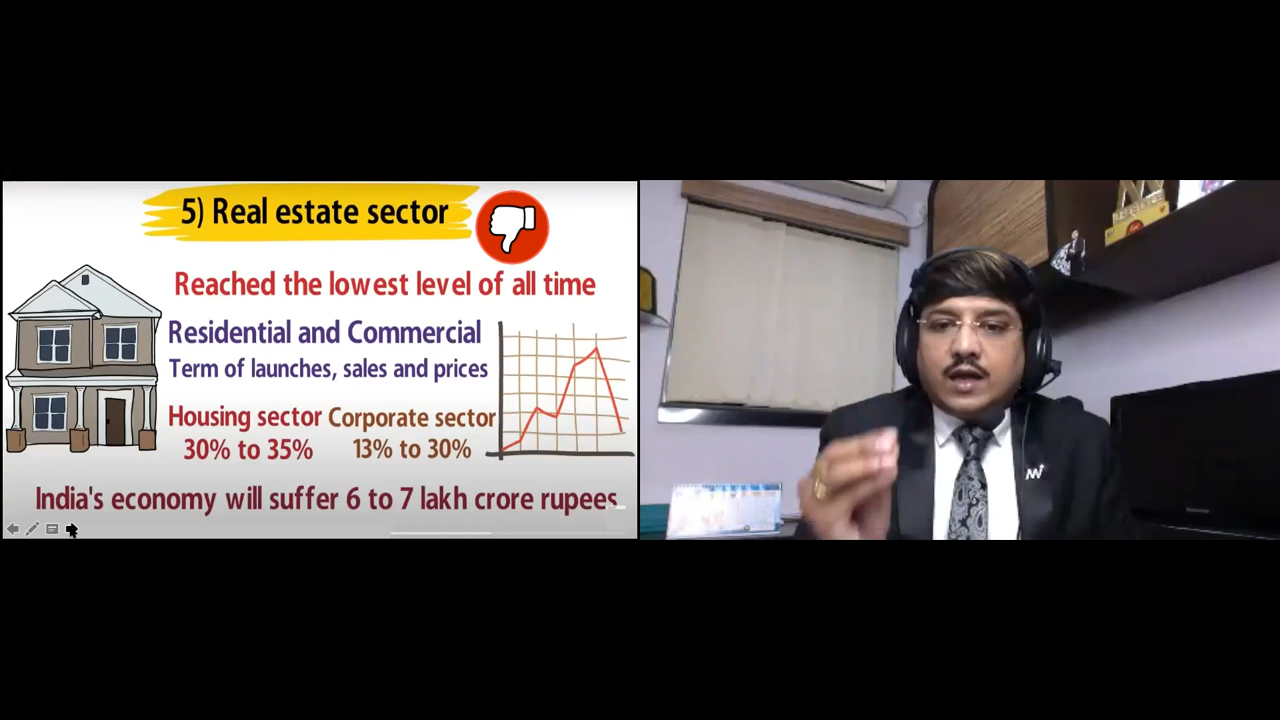 5) Real estate sector
Reached the lowest level of all time
Residential and Commercial
Term of launches, sales and prices
Housing sector Corporate sector
30% to 35% 13% to 30%
India's economy will suffer 6 to 7 lakh crore rupees